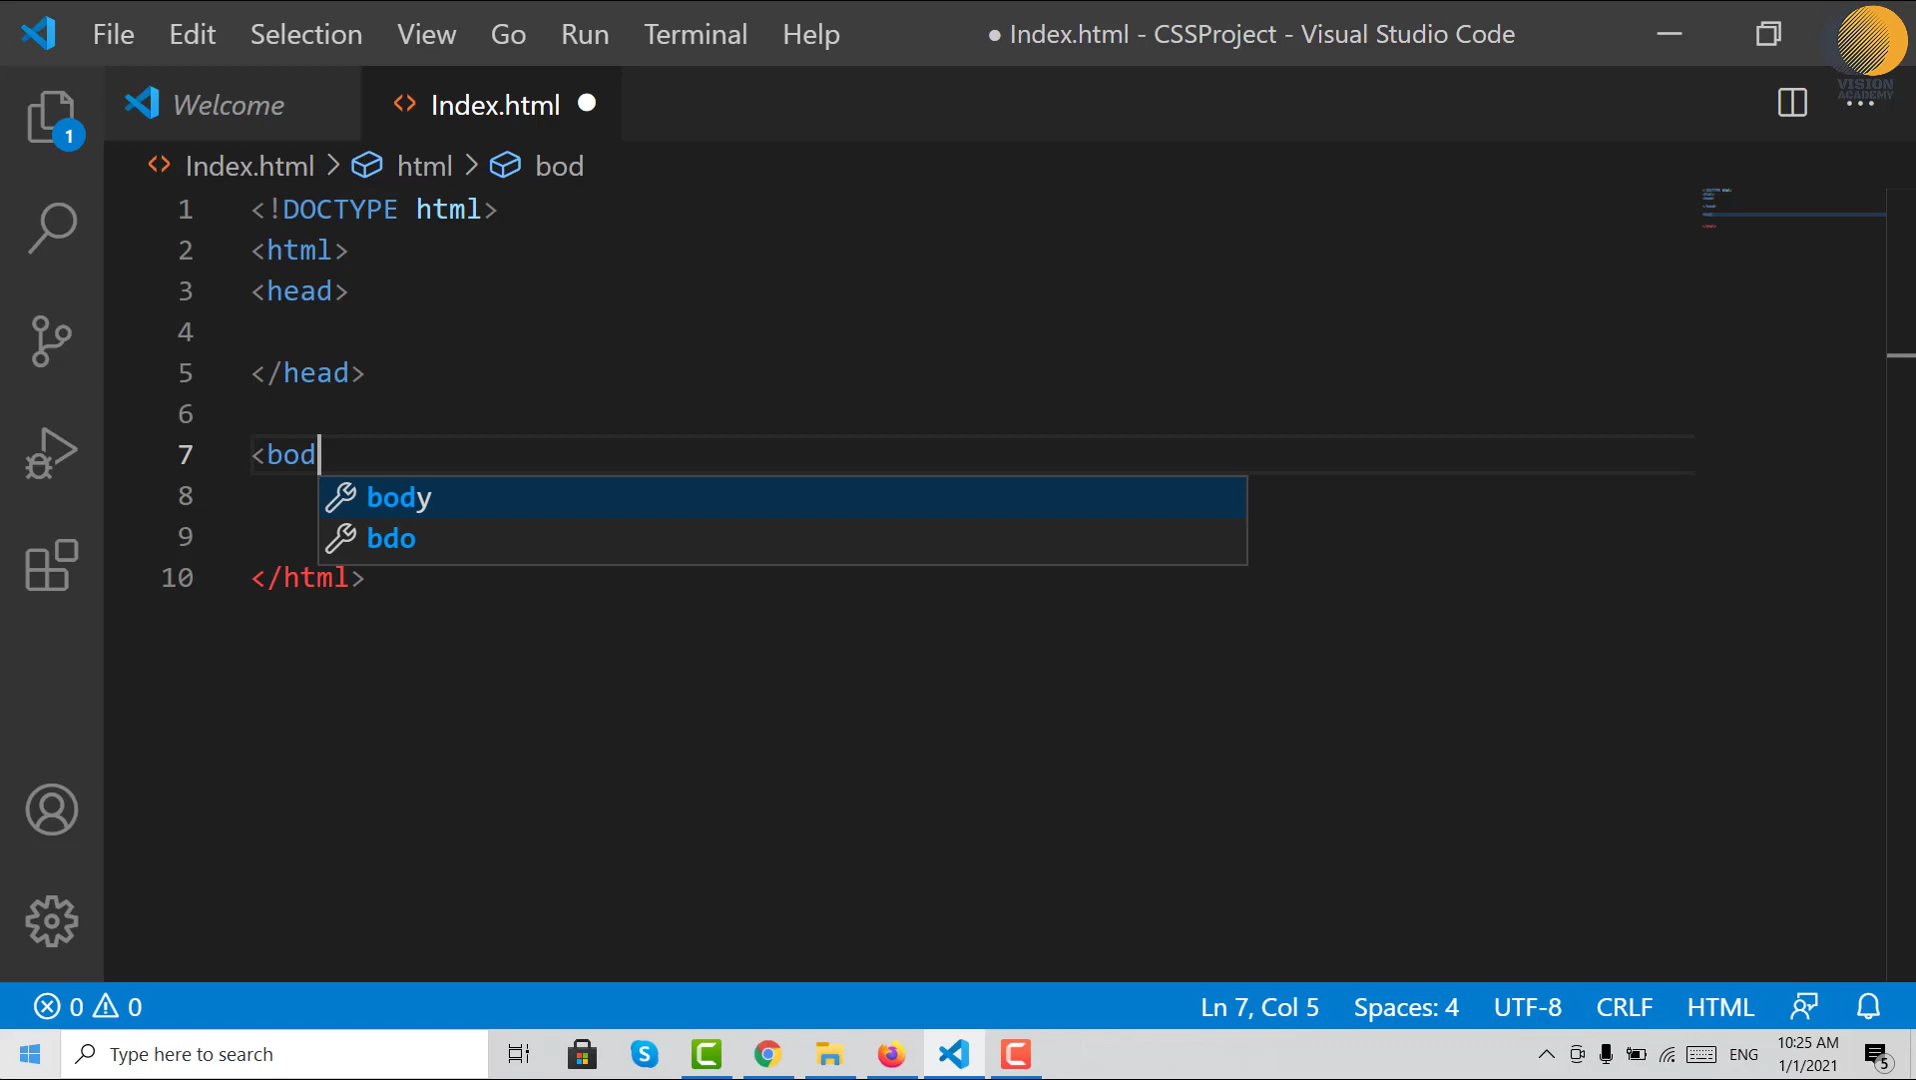 File Edit Selection View Go Run Terminal Help ● Index.html - CSSProject - Visual Studio Code
VISION
ACADEMY
Welcome Index.html
1
Index.html > html > bod
1 <!DOCTYPE html>
2 <html>
3 <head>
4
5 </head>
6
7 <bod
8 body
9 bdo
10 </html>
0 0 Ln 7, Col 5 Spaces: 4 UTF-8 CRLF HTML
Type here to search ENG 10:25 AM
1/1/2021 5